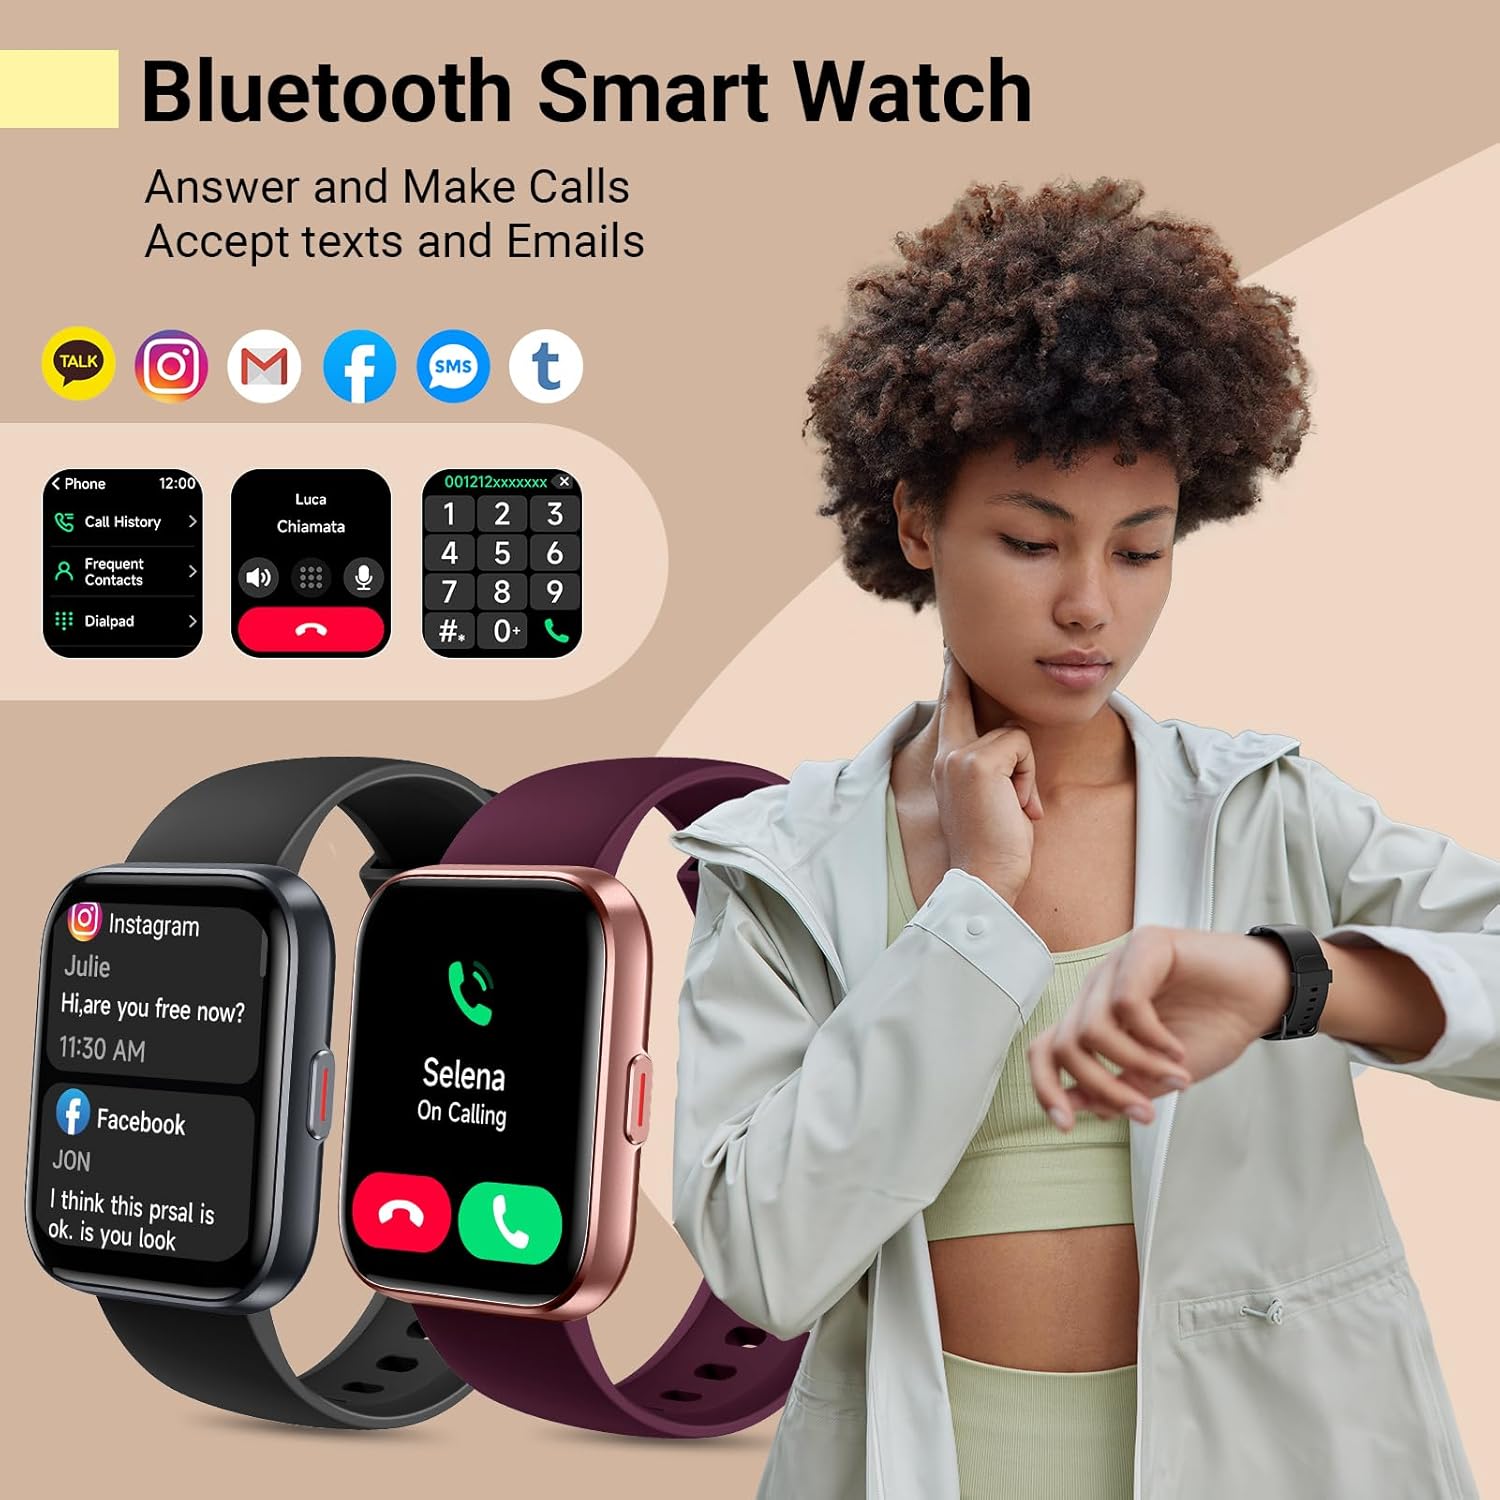 Bluetooth Smart Watch
Answer and Make Calls
Accept texts and Emails
TALK
SMS
t
Phone 12:00
Call History
Frequent
Contacts
Dialpad
Luca
Chiamata
001212xxxxxxx
1 2 3
4 5 6
7 8 9
#* 0+
Instagram
Julie
Hi,are you free now?
11:30 AM
Facebook
JON
I think this prsal is
ok. is you look
Selena
On Calling